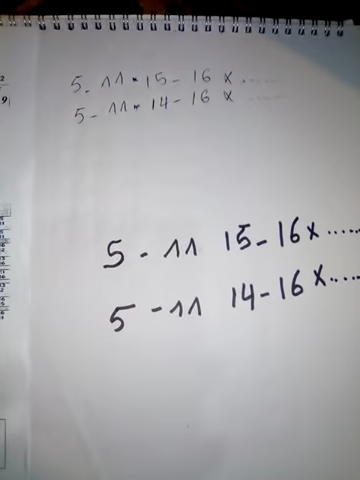 5 - 11 • 15 - 16 x ......
5 - 11 • 14 - 16 x ......
5 - 11 15 - 16 x ......
5 - 11 14 - 16 x ......